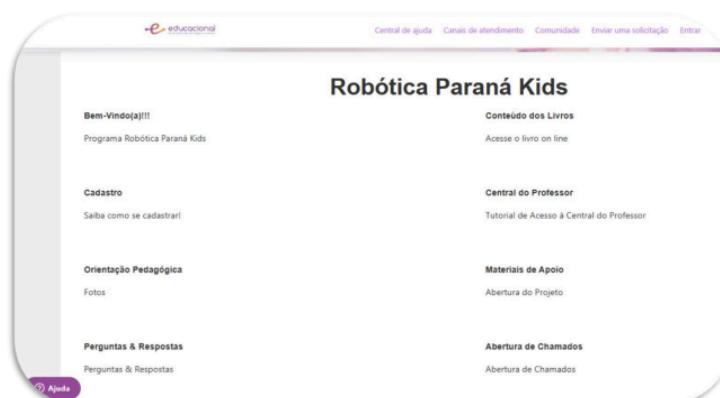 educacional
Central de ajuda Canais de atendimento Comunidade Enviar uma solicitação Entrar
Robótica Paraná Kids
Bem-Vindo(a)!!!
Programa Robótica Paraná Kids
Conteúdo dos Livros
Acesse o livro on line
Cadastro
Saiba como se cadastrar!
Central do Professor
Tutorial de Acesso à Central do Professor
Orientação Pedagógica
Fotos
Materiais de Apoio
Abertura do Projeto
Perguntas & Respostas
Perguntas & Respostas
Abertura de Chamados
Abertura de Chamados
Ajuda